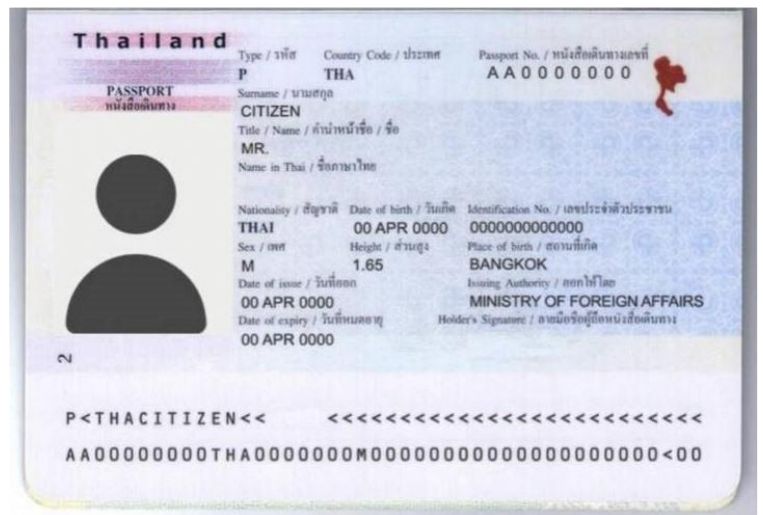 Thailand
PASSPORT
หนังสือเดินทาง
Type / รหัส Country Code / ประเทศ Passport No. / หนังสือเดินทางเลขที่
P THA AA0000000
Surname / นามสกุล
CITIZEN
Title / Name / คำนำหน้าชื่อ / ชื่อ
MR.
Name in Thai / ชื่อภาษาไทย
Nationality / สัญชาติ Date of birth / วันเกิด Identification No. / เลขประจำตัวประชาชน
THAI 00 APR 0000 0000000000000
Sex / เพศ Height / ส่วนสูง Place of birth / สถานที่เกิด
M 1.65 BANGKOK
Date of issue / วันที่ออก Issuing Authority / ออกให้โดย
00 APR 0000 MINISTRY OF FOREIGN AFFAIRS
Date of expiry / วันที่หมดอายุ Holder's Signature / ลายมือชื่อผู้ถือหนังสือเดินทาง
00 APR 0000
2
P<THACITIZEN<< <<<<<<<<<<<<<<<<<<<<<<<<<<
AA00000000THA0000000M00000000000000000000000<00